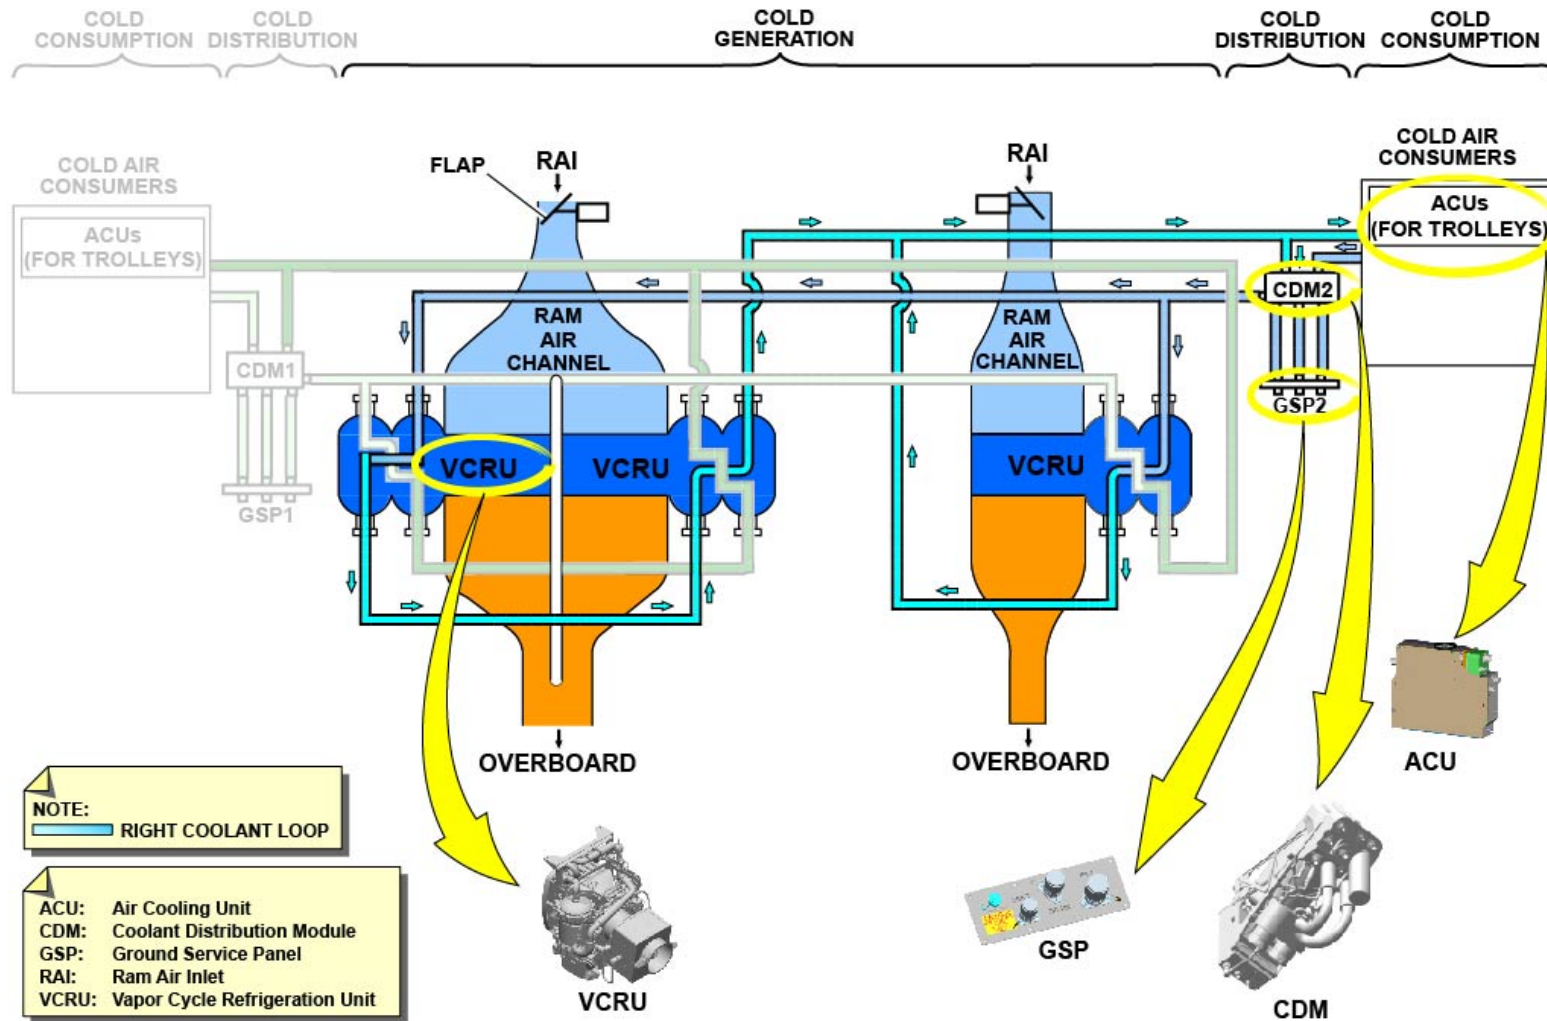 COLD
CONSUMPTION
COLD
DISTRIBUTION
COLD
GENERATION
COLD
DISTRIBUTION
COLD
CONSUMPTION
COLD AIR
CONSUMERS
ACUs
(FOR TROLLEYS)
CDM1
GSP1
FLAP
RAI
RAM
AIR
CHANNEL
VCRU
VCRU
OVERBOARD
RAI
RAM
AIR
CHANNEL
VCRU
OVERBOARD
COLD AIR
CONSUMERS
ACUs
(FOR TROLLEYS)
CDM2
GSP2
ACU
VCRU
GSP
CDM
NOTE:
RIGHT COOLANT LOOP
ACU: Air Cooling Unit
CDM: Coolant Distribution Module
GSP: Ground Service Panel
RAI: Ram Air Inlet
VCRU: Vapor Cycle Refrigeration Unit